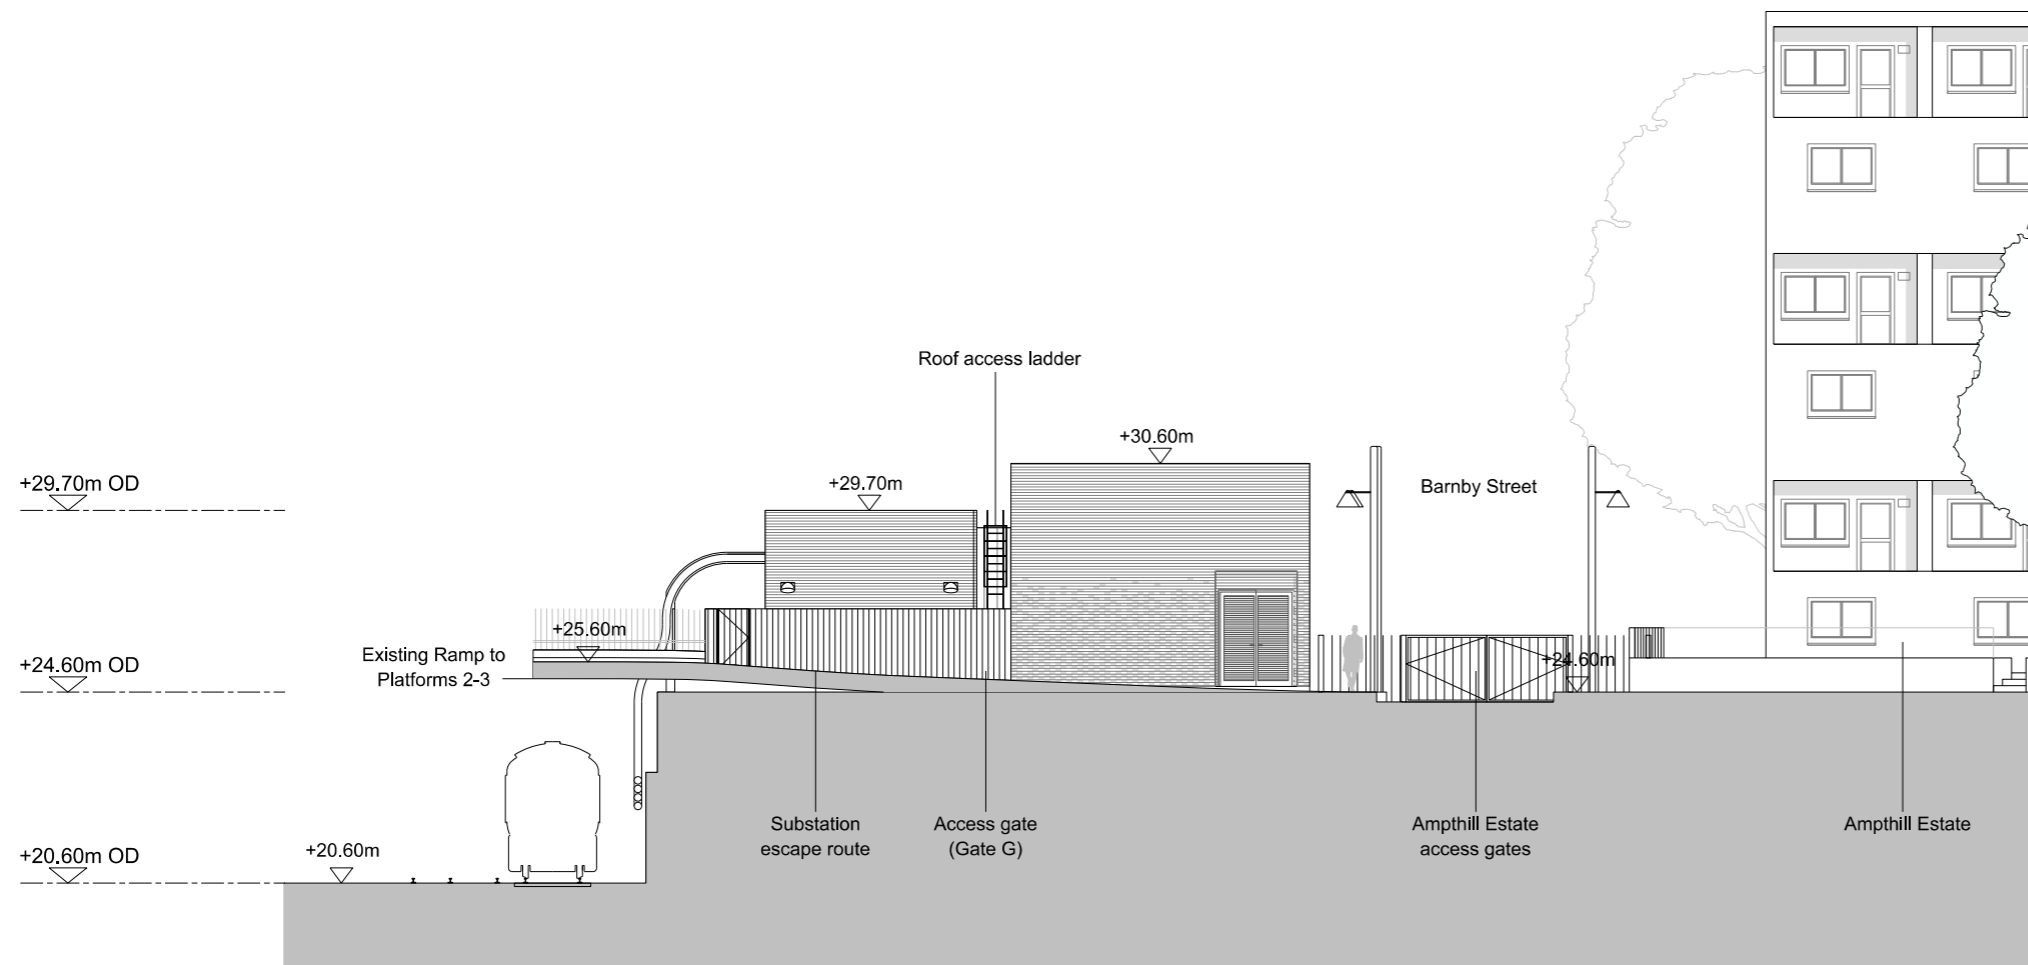 Roof access ladder
+30.60m
+29.70m OD
+29.70m
Barnby Street
+25.60m
Existing Ramp to
Platforms 2-3
+24.60m OD
+24.60m
Substation
escape route
Access gate
(Gate G)
Ampthill Estate
access gates
Ampthill Estate
+20.60m OD
+20.60m